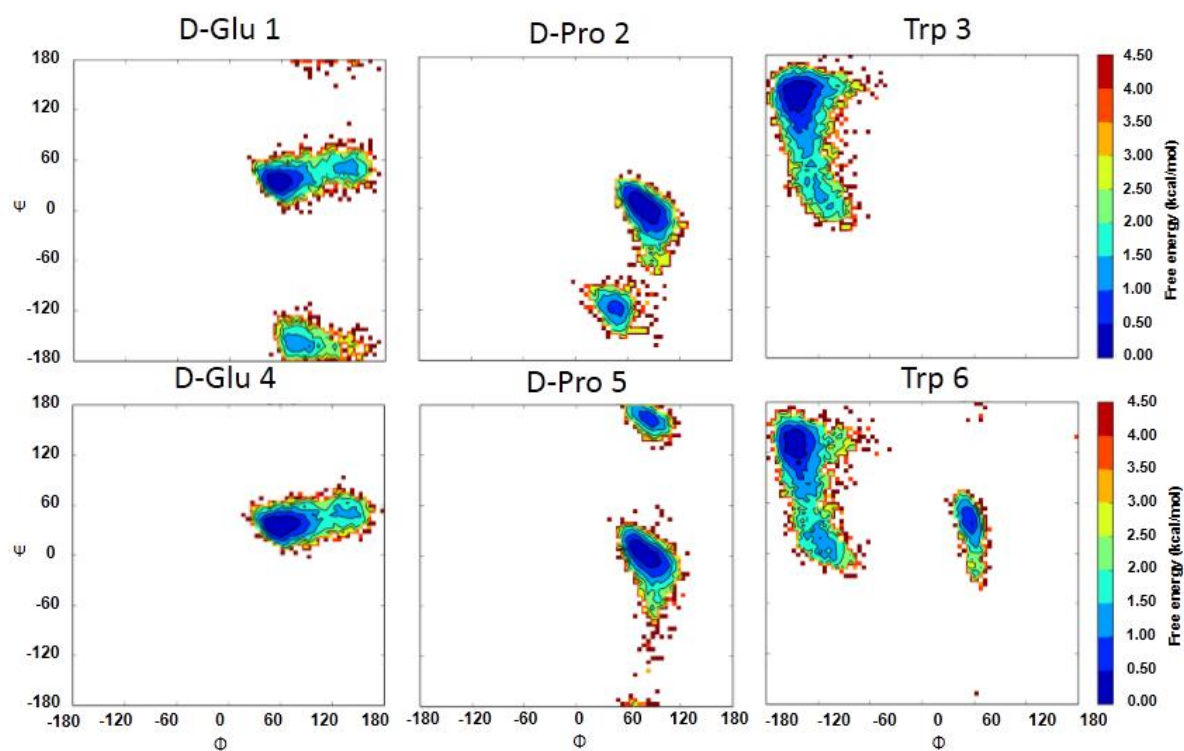 D-Glu 1
D-Pro 2
Trp 3
180
120
60
0
-60
-120
-180
Ψ
4.50
4.00
3.50
3.00
2.50
2.00
1.50
1.00
0.50
0.00
Free energy (kcal/mol)
D-Glu 4
D-Pro 5
Trp 6
180
120
60
0
-60
-120
-180
Ψ
4.50
4.00
3.50
3.00
2.50
2.00
1.50
1.00
0.50
0.00
Free energy (kcal/mol)
-180 -120 -60 0 60 120 180
-180 -120 -60 0 60 120 180
-180 -120 -60 0 60 120 180
Φ
Φ
Φ